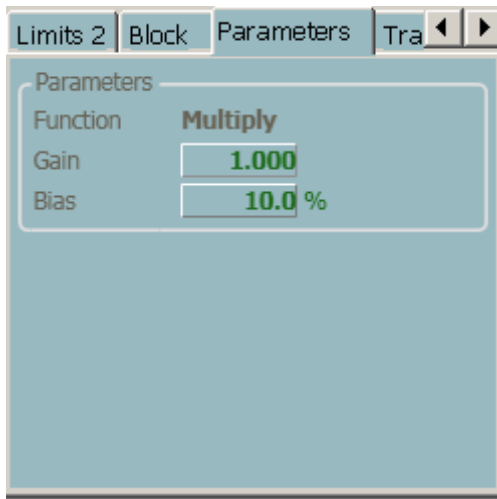 Limits 2 Block Parameters Tra
Parameters
Function Multiply
Gain 1.000
Bias 10.0 %